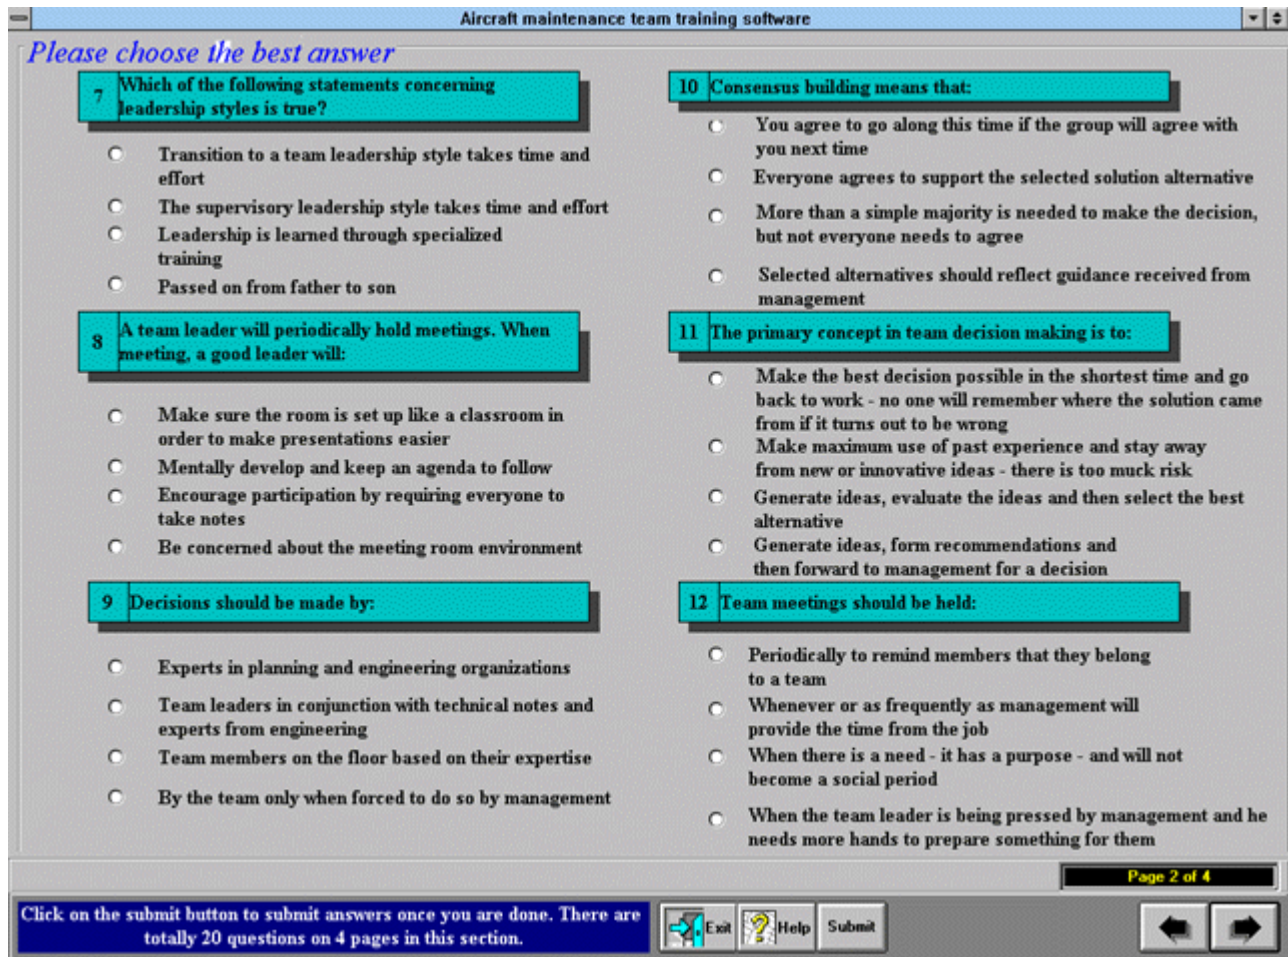 Aircraft maintenance team training software
Please choose the best answer
7 Which of the following statements concerning
leadership styles is true?
Transition to a team leadership style takes time and
effort
The supervisory leadership style takes time and effort
Leadership is learned through specialized
training
Passed on from father to son
8 A team leader will periodically hold meetings. When
meeting, a good leader will:
Make sure the room is set up like a classroom in
order to make presentations easier
Mentally develop and keep an agenda to follow
Encourage participation by requiring everyone to
take notes
Be concerned about the meeting room environment
9 Decisions should be made by:
Experts in planning and engineering organizations
Team leaders in conjunction with technical notes and
experts from engineering
Team members on the floor based on their expertise
By the team only when forced to do so by management
10 Consensus building means that:
You agree to go along this time if the group will agree with
you next time
Everyone agrees to support the selected solution alternative
More than a simple majority is needed to make the decision,
but not everyone needs to agree
Selected alternatives should reflect guidance received from
management
11 The primary concept in team decision making is to:
Make the best decision possible in the shortest time and go
back to work - no one will remember where the solution came
from if it turns out to be wrong
Make maximum use of past experience and stay away
from new or innovative ideas - there is too muck risk
Generate ideas, evaluate the ideas and then select the best
alternative
Generate ideas, form recommendations and
then forward to management for a decision
12 Team meetings should be held:
Periodically to remind members that they belong
to a team
Whenever or as frequently as management will
provide the time from the job
When there is a need - it has a purpose - and will not
become a social period
When the team leader is being pressed by management and he
needs more hands to prepare something for them
Page 2 of 4
Click on the submit button to submit answers once you are done. There are
totally 20 questions on 4 pages in this section.
Exit
Help
Submit